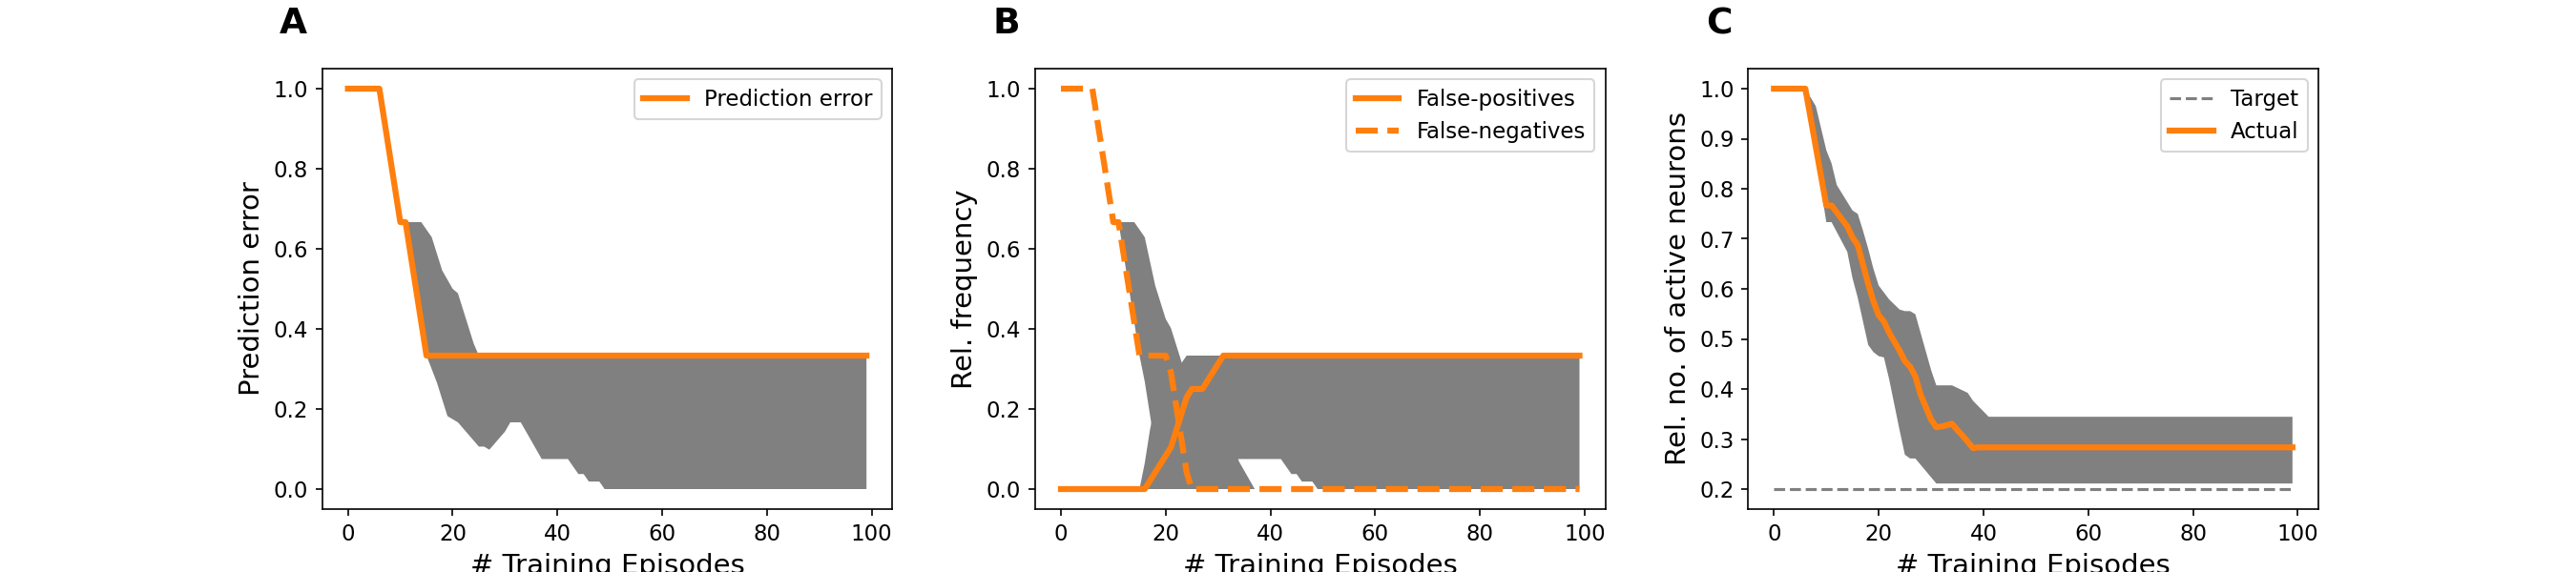 A
Prediction error
1.0
0.8
0.6
0.4
0.2
0.0
Prediction error
0 20 40 60 80 100
# Training Episodes
B
False-positives
False-negatives
1.0
0.8
0.6
0.4
0.2
0.0
Rel. frequency
0 20 40 60 80 100
# Training Episodes
C
Target
Actual
1.0
0.9
0.8
0.7
0.6
0.5
0.4
0.3
0.2
Rel. no. of active neurons
0 20 40 60 80 100
# Training Episodes